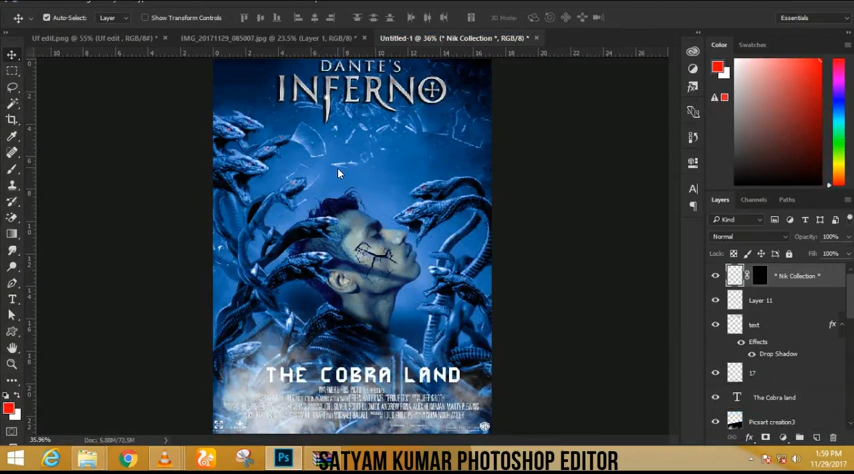 Auto-Select: Layer Show Transform Controls 3D Mode: Essentials
Uf edit.png @ 55% (Uf edit , RGB/8#) * × IMG_20171129_085007.jpg @ 23.5% (Layer 1, RGB/8*) * × Untitled-1 @ 36% (* Nik Collection *, RGB/8) * ×
Color Swatches
DANTE'S
INFERNO
THE COBRA LAND
Layers Channels Paths
Kind
Normal Opacity: 100%
Lock: Fill: 100%
* Nik Collection *
Layer 11
text fx
Effects
Drop Shadow
17
T The Cobra land
Picsart creation3
35.96% Doc: 5.88M/72.5M
Ps
SATYAM KUMAR PHOTOSHOP EDITOR
1:59 PM
11/29/2017